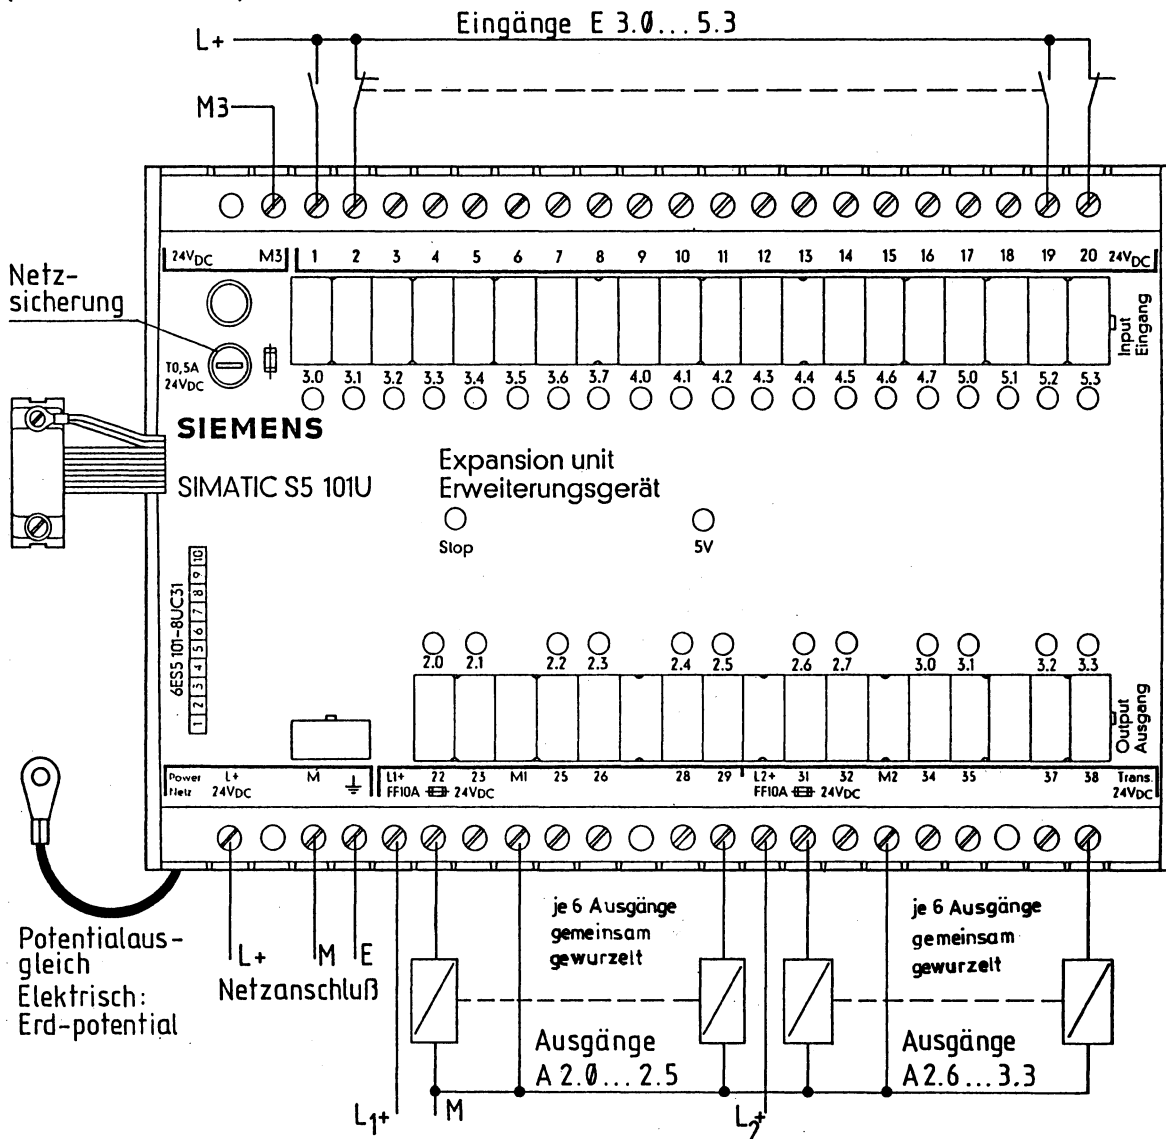 Eingänge E 3.0...5.3
L+
M3
24VDC M3 1 2 3 4 5 6 7 8 9 10 11 12 13 14 15 16 17 18 19 20 24VDC
Netz-
sicherung
Input
Eingang
T0,5A
24VDC
3.0 3.1 3.2 3.3 3.4 3.5 3.6 3.7 4.0 4.1 4.2 4.3 4.4 4.5 4.6 4.7 5.0 5.1 5.2 5.3
SIEMENS
SIMATIC S5 101U
Expansion unit
Erweiterungsgerät
Stop
5V
6ES5 101-8UC31
1 2 3 4 5 6 7 8 9 10
2.0 2.1 2.2 2.3 2.4 2.5 2.6 2.7 3.0 3.1 3.2 3.3
Output
Ausgang
Power L+ M L1+ 22 23 M1 25 26 28 29 L2+ 31 32 M2 34 35 37 38 Trans.
Netz 24VDC FF10A 24VDC FF10A 24VDC 24VDC
Potentialaus-
gleich
Elektrisch:
Erd-potential
L+ M E
Netzanschluß
je 6 Ausgänge
gemeinsam
gewurzelt
je 6 Ausgänge
gemeinsam
gewurzelt
Ausgänge
A 2.0...2.5
Ausgänge
A 2.6...3.3
L1+
M
L2+